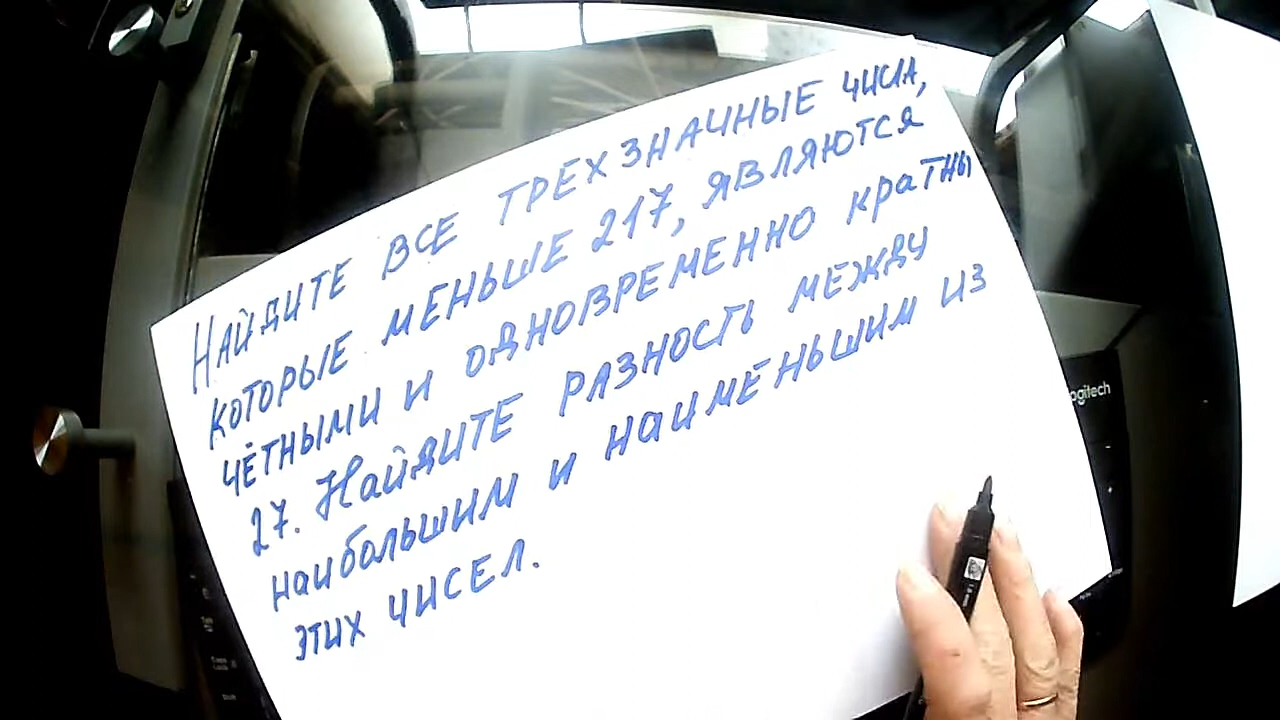 НАЙДИТЕ ВСЕ ТРЕХЗНАЧНЫЕ ЧИСЛА,
КОТОРЫЕ МЕНЬШЕ 217, ЯВЛЯЮТСЯ
ЧЁТНЫМИ И ОДНОВРЕМЕННО кратны
27. Найдите РАЗНОСТЬ МЕЖДУ
наибольшим и наименьшим из
этих чисел.
logitech